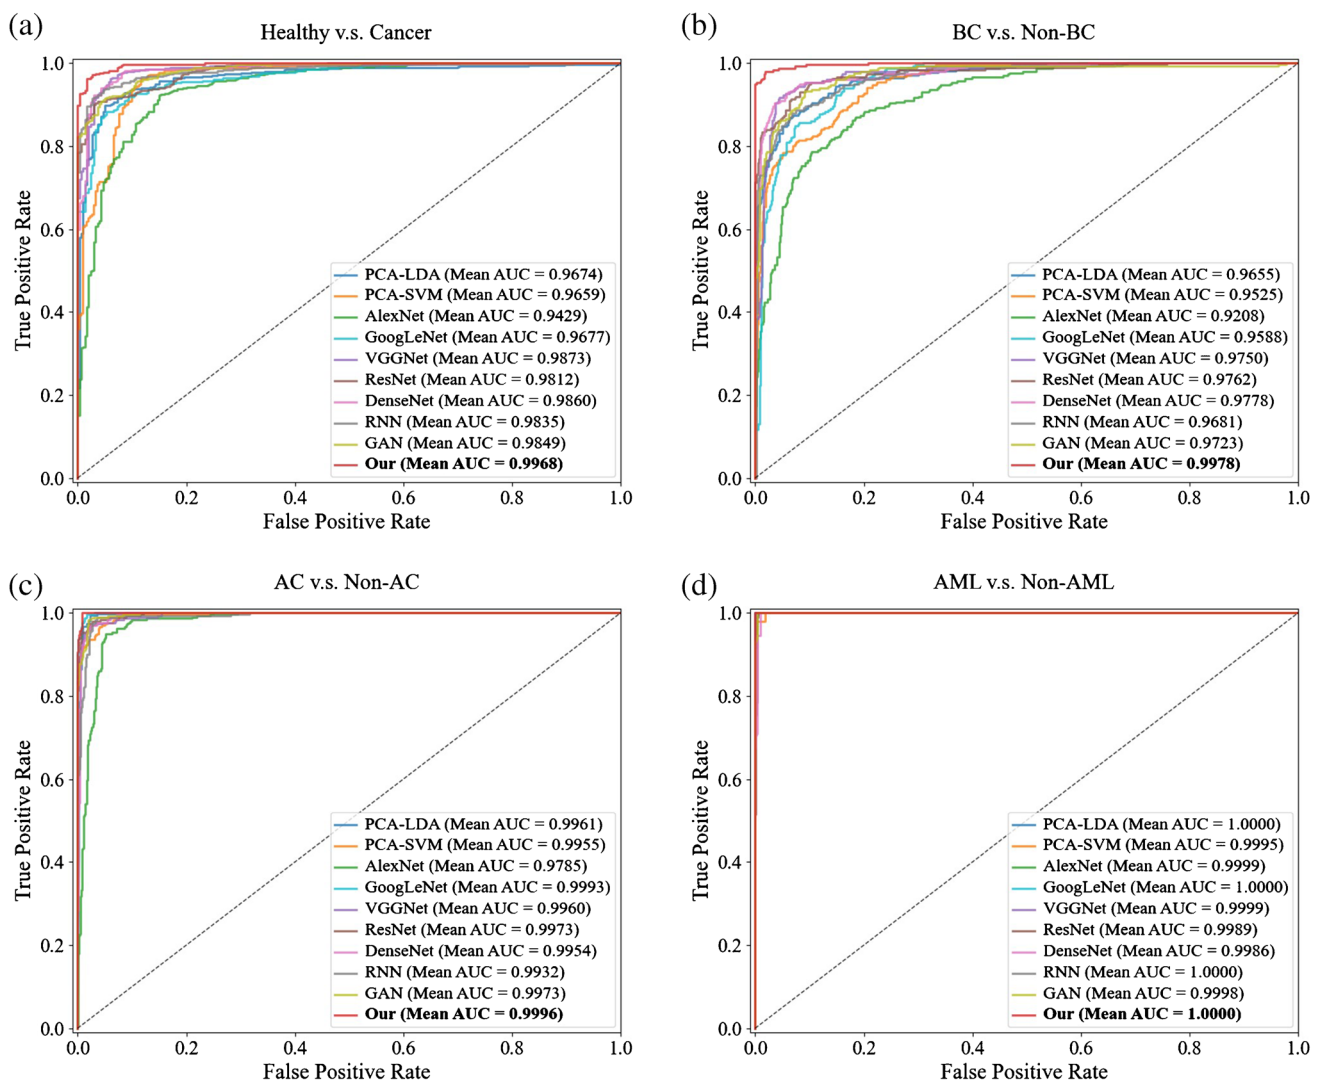 (a)
Healthy v.s. Cancer
True Positive Rate
1.0
0.8
0.6
0.4
0.2
0.0
PCA-LDA (Mean AUC = 0.9674)
PCA-SVM (Mean AUC = 0.9659)
AlexNet (Mean AUC = 0.9429)
GoogLeNet (Mean AUC = 0.9677)
VGGNet (Mean AUC = 0.9873)
ResNet (Mean AUC = 0.9812)
DenseNet (Mean AUC = 0.9860)
RNN (Mean AUC = 0.9835)
GAN (Mean AUC = 0.9849)
Our (Mean AUC = 0.9968)
0.0 0.2 0.4 0.6 0.8 1.0
False Positive Rate
(b)
BC v.s. Non-BC
True Positive Rate
1.0
0.8
0.6
0.4
0.2
0.0
PCA-LDA (Mean AUC = 0.9655)
PCA-SVM (Mean AUC = 0.9525)
AlexNet (Mean AUC = 0.9208)
GoogLeNet (Mean AUC = 0.9588)
VGGNet (Mean AUC = 0.9750)
ResNet (Mean AUC = 0.9762)
DenseNet (Mean AUC = 0.9778)
RNN (Mean AUC = 0.9681)
GAN (Mean AUC = 0.9723)
Our (Mean AUC = 0.9978)
0.0 0.2 0.4 0.6 0.8 1.0
False Positive Rate
(c)
AC v.s. Non-AC
True Positive Rate
1.0
0.8
0.6
0.4
0.2
0.0
PCA-LDA (Mean AUC = 0.9961)
PCA-SVM (Mean AUC = 0.9955)
AlexNet (Mean AUC = 0.9785)
GoogLeNet (Mean AUC = 0.9993)
VGGNet (Mean AUC = 0.9960)
ResNet (Mean AUC = 0.9973)
DenseNet (Mean AUC = 0.9954)
RNN (Mean AUC = 0.9932)
GAN (Mean AUC = 0.9973)
Our (Mean AUC = 0.9996)
0.0 0.2 0.4 0.6 0.8 1.0
False Positive Rate
(d)
AML v.s. Non-AML
True Positive Rate
1.0
0.8
0.6
0.4
0.2
0.0
PCA-LDA (Mean AUC = 1.0000)
PCA-SVM (Mean AUC = 0.9995)
AlexNet (Mean AUC = 0.9999)
GoogLeNet (Mean AUC = 1.0000)
VGGNet (Mean AUC = 0.9999)
ResNet (Mean AUC = 0.9989)
DenseNet (Mean AUC = 0.9986)
RNN (Mean AUC = 1.0000)
GAN (Mean AUC = 0.9998)
Our (Mean AUC = 1.0000)
0.0 0.2 0.4 0.6 0.8 1.0
False Positive Rate